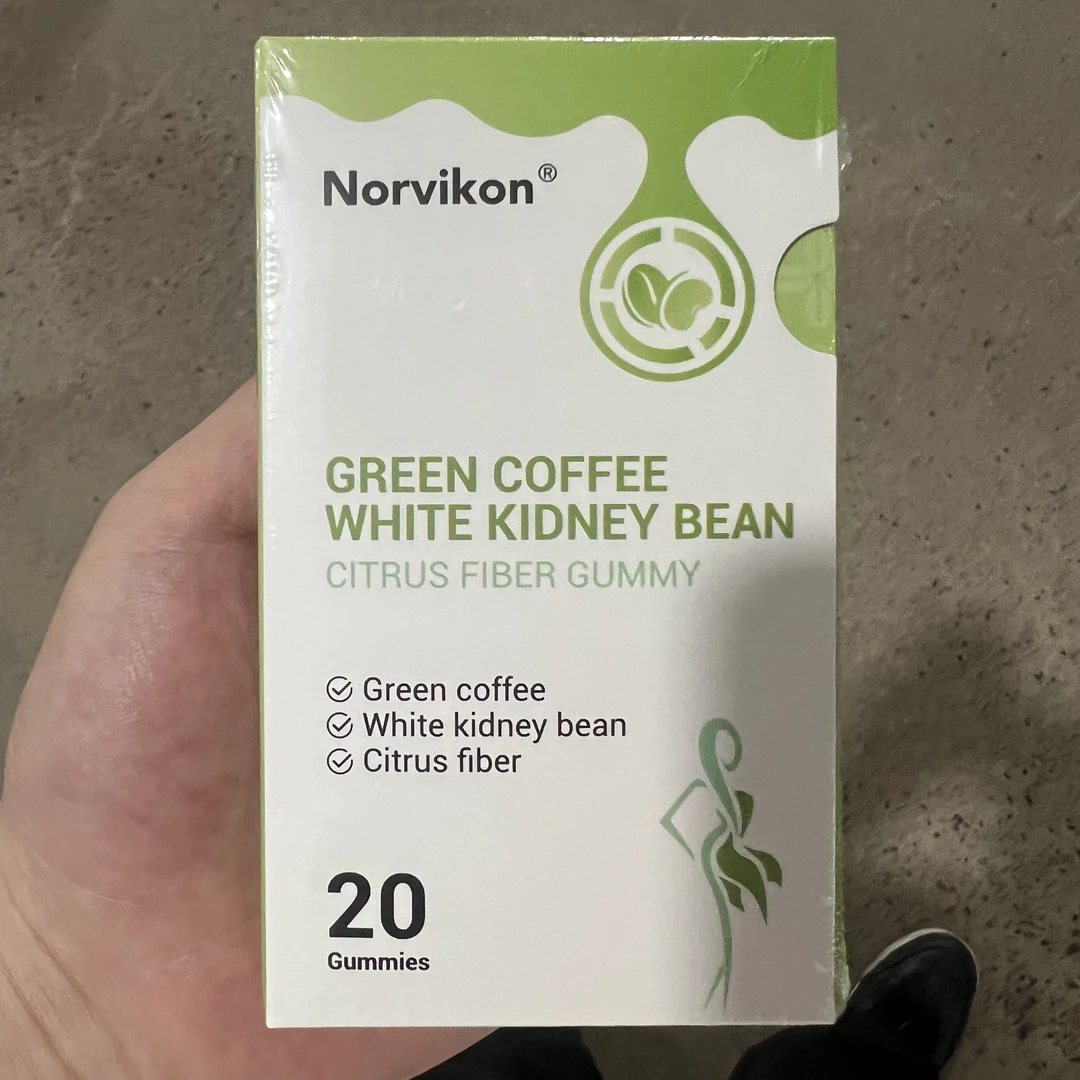 Norvikon®
GREEN COFFEE
WHITE KIDNEY BEAN
CITRUS FIBER GUMMY
Green coffee
White kidney bean
Citrus fiber
20
Gummies